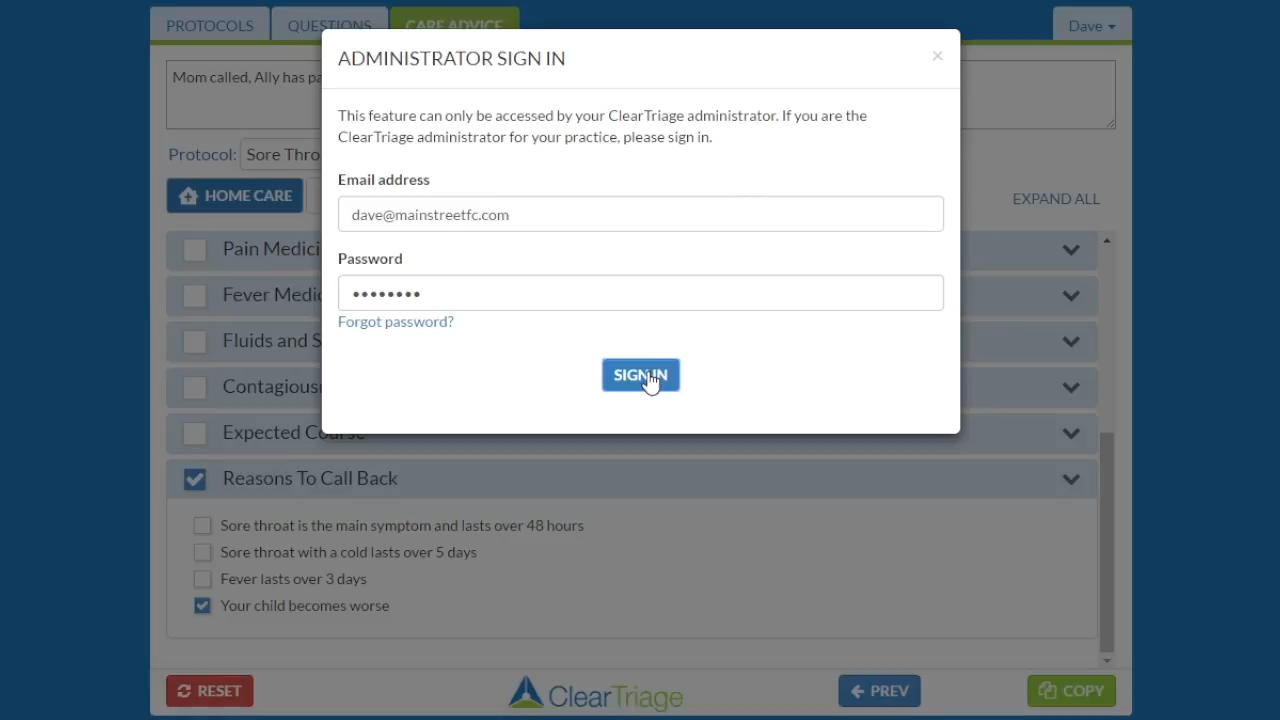 PROTOCOLS
QUESTIONS
CARE ADVICE
Dave
ADMINISTRATOR SIGN IN
×
Mom called, Ally has pa
This feature can only be accessed by your ClearTriage administrator. If you are the
ClearTriage administrator for your practice, please sign in.
Protocol: Sore Thro
Email address
HOME CARE
EXPAND ALL
dave@mainstreetfc.com
Pain Medici
Password
Fever Medic
••••••••
Forgot password?
Fluids and S
SIGN IN
Contagious
Expected Course
Reasons To Call Back
Sore throat is the main symptom and lasts over 48 hours
Sore throat with a cold lasts over 5 days
Fever lasts over 3 days
Your child becomes worse
RESET
ClearTriage
PREV
COPY